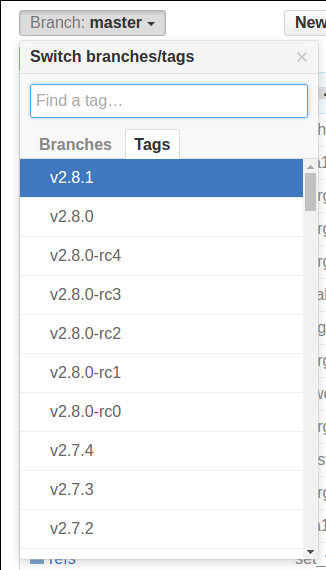 Branch: master
New
Switch branches/tags
Find a tag…
Branches
Tags
v2.8.1
v2.8.0
v2.8.0-rc4
v2.8.0-rc3
v2.8.0-rc2
v2.8.0-rc1
v2.8.0-rc0
v2.7.4
v2.7.3
v2.7.2
refs
set_